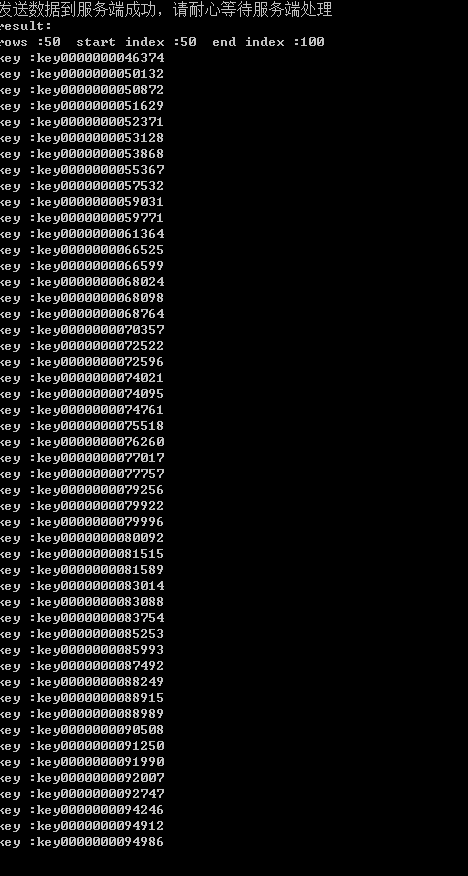 发送数据到服务端成功，请耐心等待服务端处理
result:
rows :50  start index :50  end index :100
key :key0000000046374
key :key0000000050132
key :key0000000050872
key :key0000000051629
key :key0000000052371
key :key0000000053128
key :key0000000053868
key :key0000000055367
key :key0000000057532
key :key0000000059031
key :key0000000059771
key :key0000000061364
key :key0000000066525
key :key0000000066599
key :key0000000068024
key :key0000000068098
key :key0000000068764
key :key0000000070357
key :key0000000072522
key :key0000000072596
key :key0000000074021
key :key0000000074095
key :key0000000074761
key :key0000000075518
key :key0000000076260
key :key0000000077017
key :key0000000077757
key :key0000000079256
key :key0000000079922
key :key0000000079996
key :key0000000080092
key :key0000000081515
key :key0000000081589
key :key0000000083014
key :key0000000083088
key :key0000000083754
key :key0000000085253
key :key0000000085993
key :key0000000087492
key :key0000000088249
key :key0000000088915
key :key0000000088989
key :key0000000090508
key :key0000000091250
key :key0000000091990
key :key0000000092007
key :key0000000092747
key :key0000000094246
key :key0000000094912
key :key0000000094986